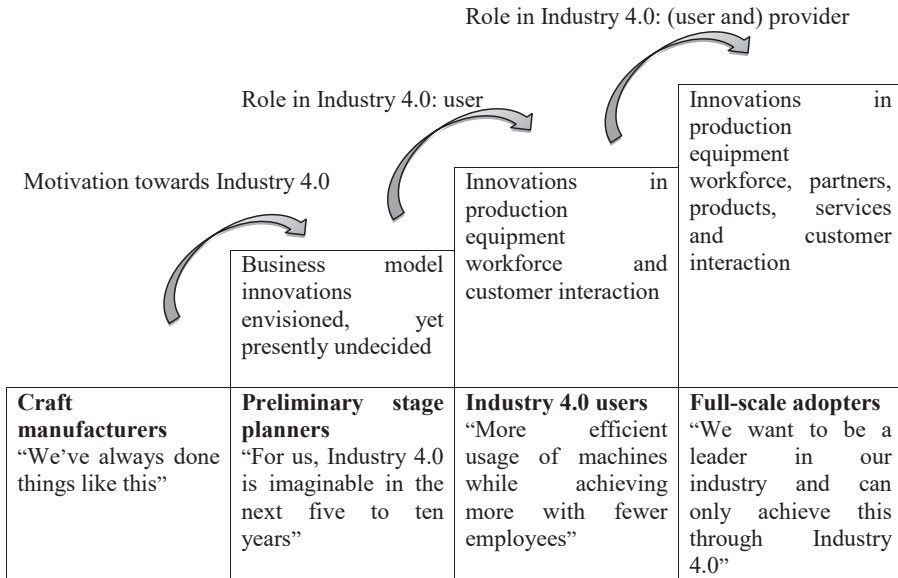 Role in Industry 4.0: (user and) provider
Role in Industry 4.0: user
Motivation towards Industry 4.0
Innovations in
production
equipment
workforce, partners,
products, services
and customer
interaction
Innovations in
production
equipment
workforce and
customer interaction
Business model
innovations
envisioned, yet
presently undecided
Craft
manufacturers
“We’ve always done
things like this”
Preliminary stage
planners
“For us, Industry 4.0
is imaginable in the
next five to ten
years”
Industry 4.0 users
“More efficient
usage of machines
while achieving
more with fewer
employees”
Full-scale adopters
“We want to be a
leader in our
industry and can
only achieve this
through Industry
4.0”